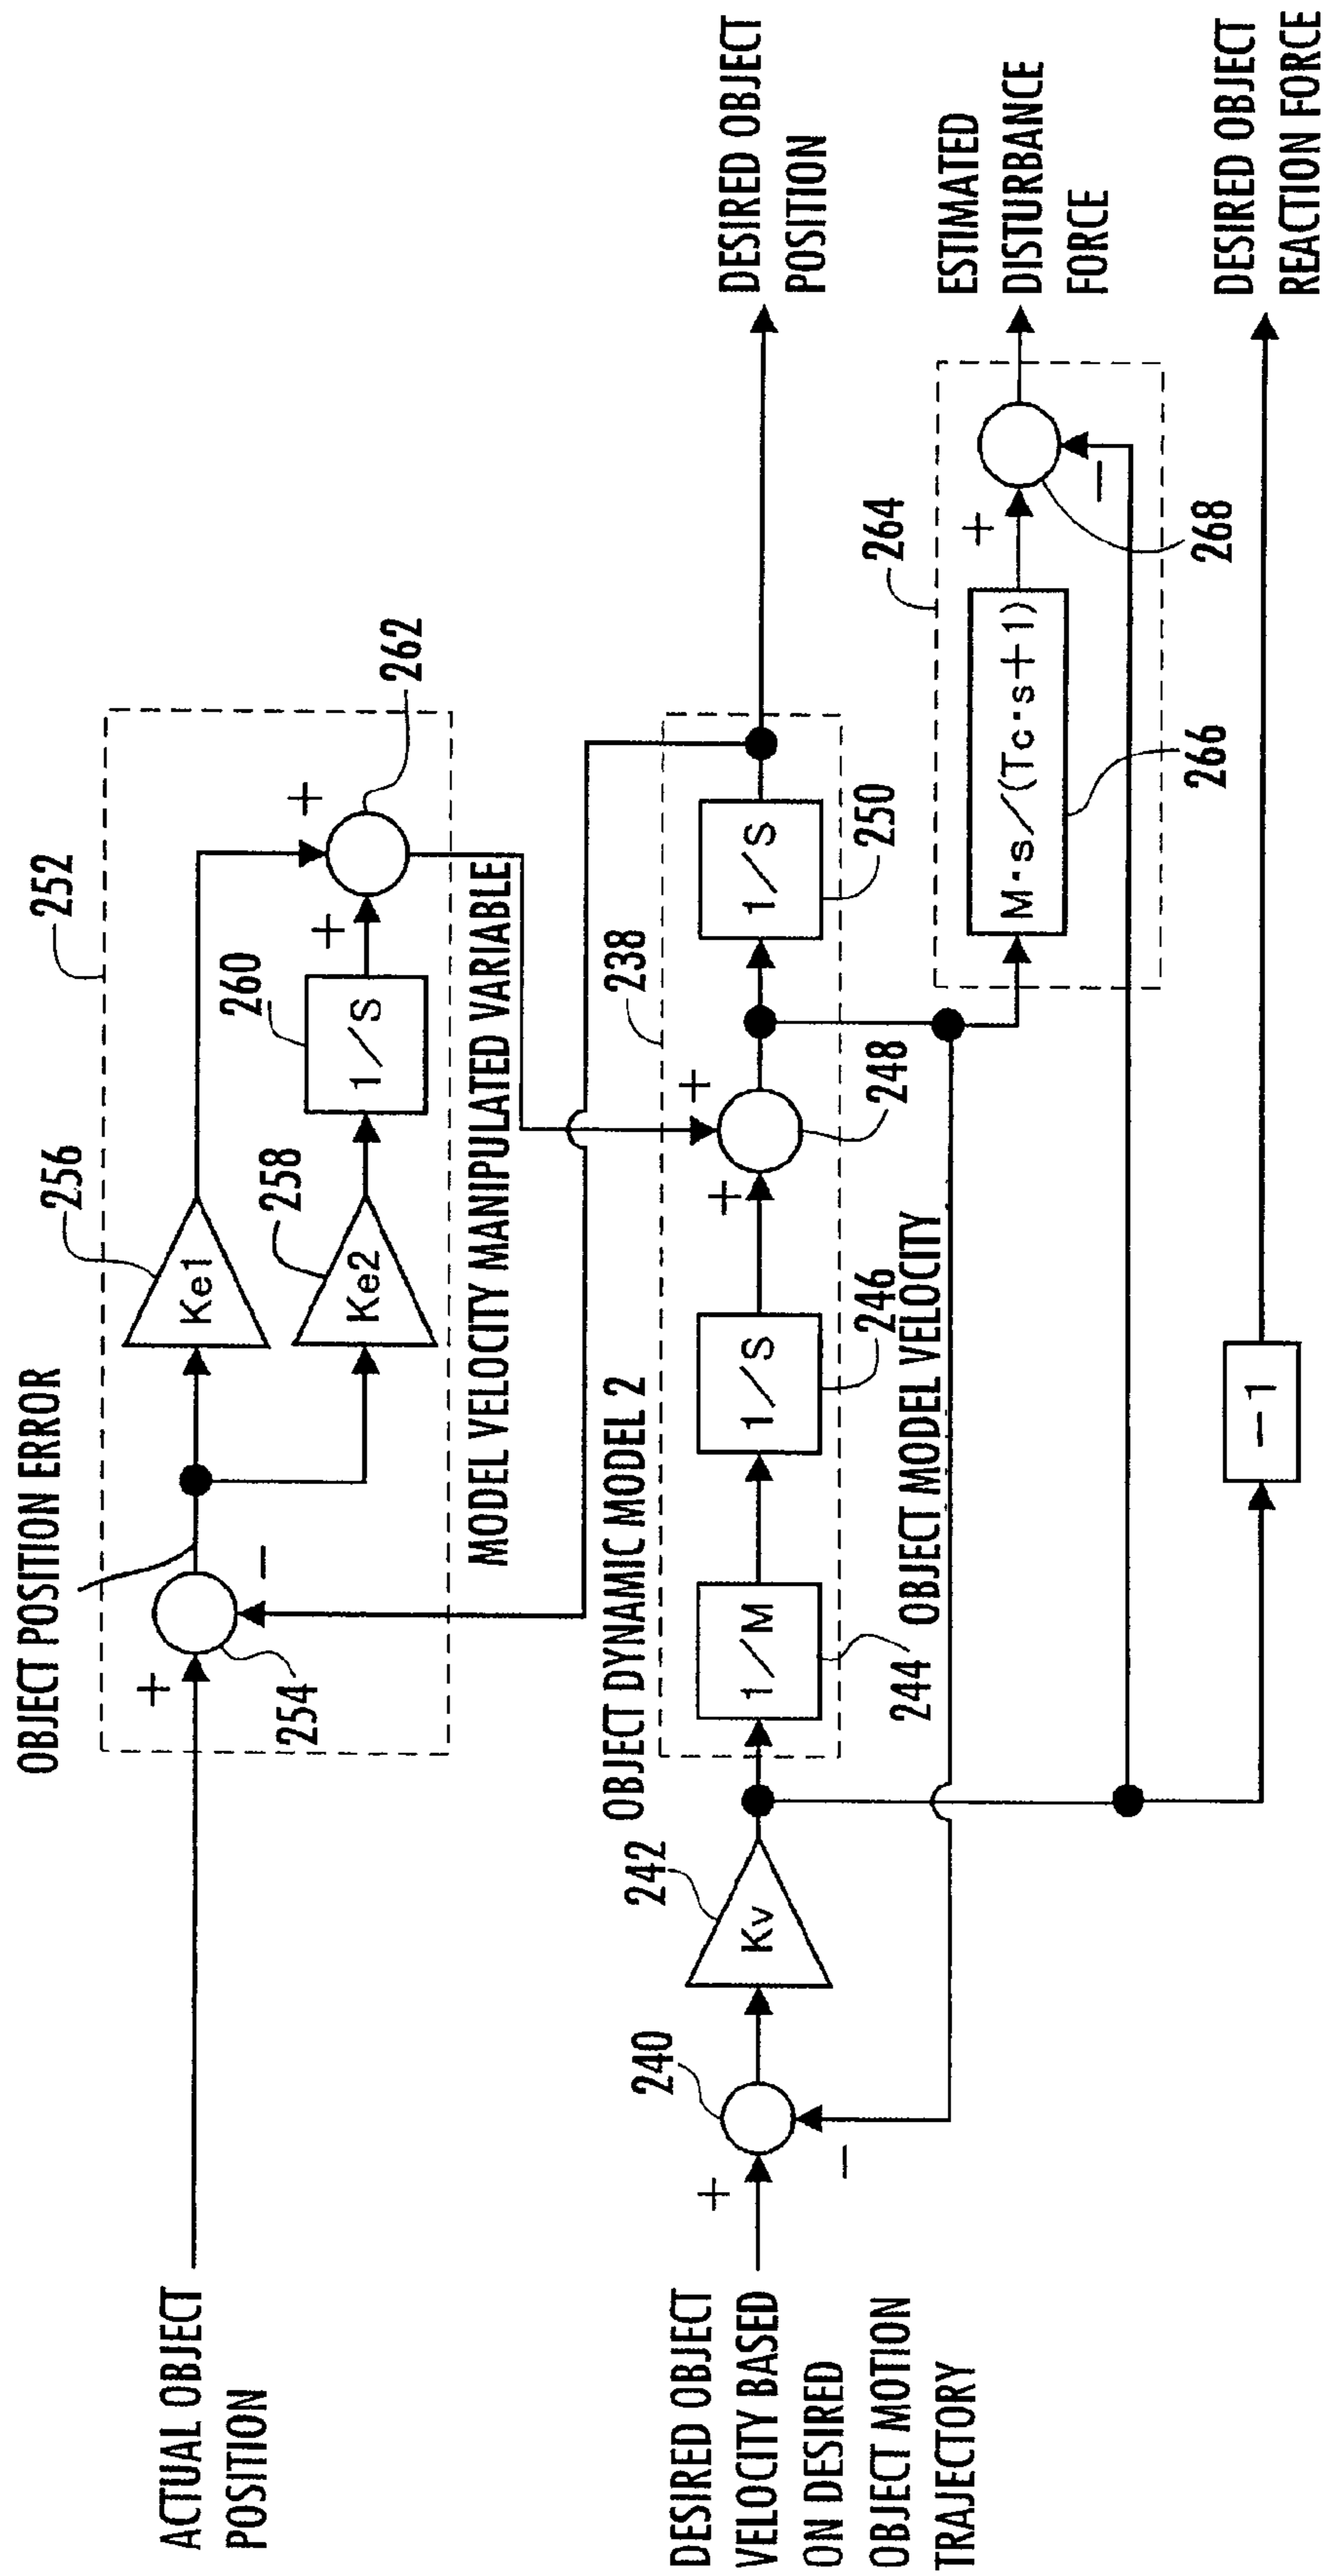 OBJECT POSITION ERROR
252
256
Ke1
258
Ke2
260
1/S
262
+
+
+
−
254
ACTUAL OBJECT
POSITION
MODEL VELOCITY MANIPULATED VARIABLE
OBJECT DYNAMIC MODEL 2
238
DESIRED OBJECT
VELOCITY BASED
ON DESIRED
OBJECT MOTION
TRAJECTORY
+
−
240
242
Kv
1/M
244
1/S
246
+
+
248
1/S
250
DESIRED OBJECT
POSITION
OBJECT MODEL VELOCITY
264
M·s/(Tc·s+1)
266
+
−
268
ESTIMATED
DISTURBANCE
FORCE
−1
DESIRED OBJECT
REACTION FORCE